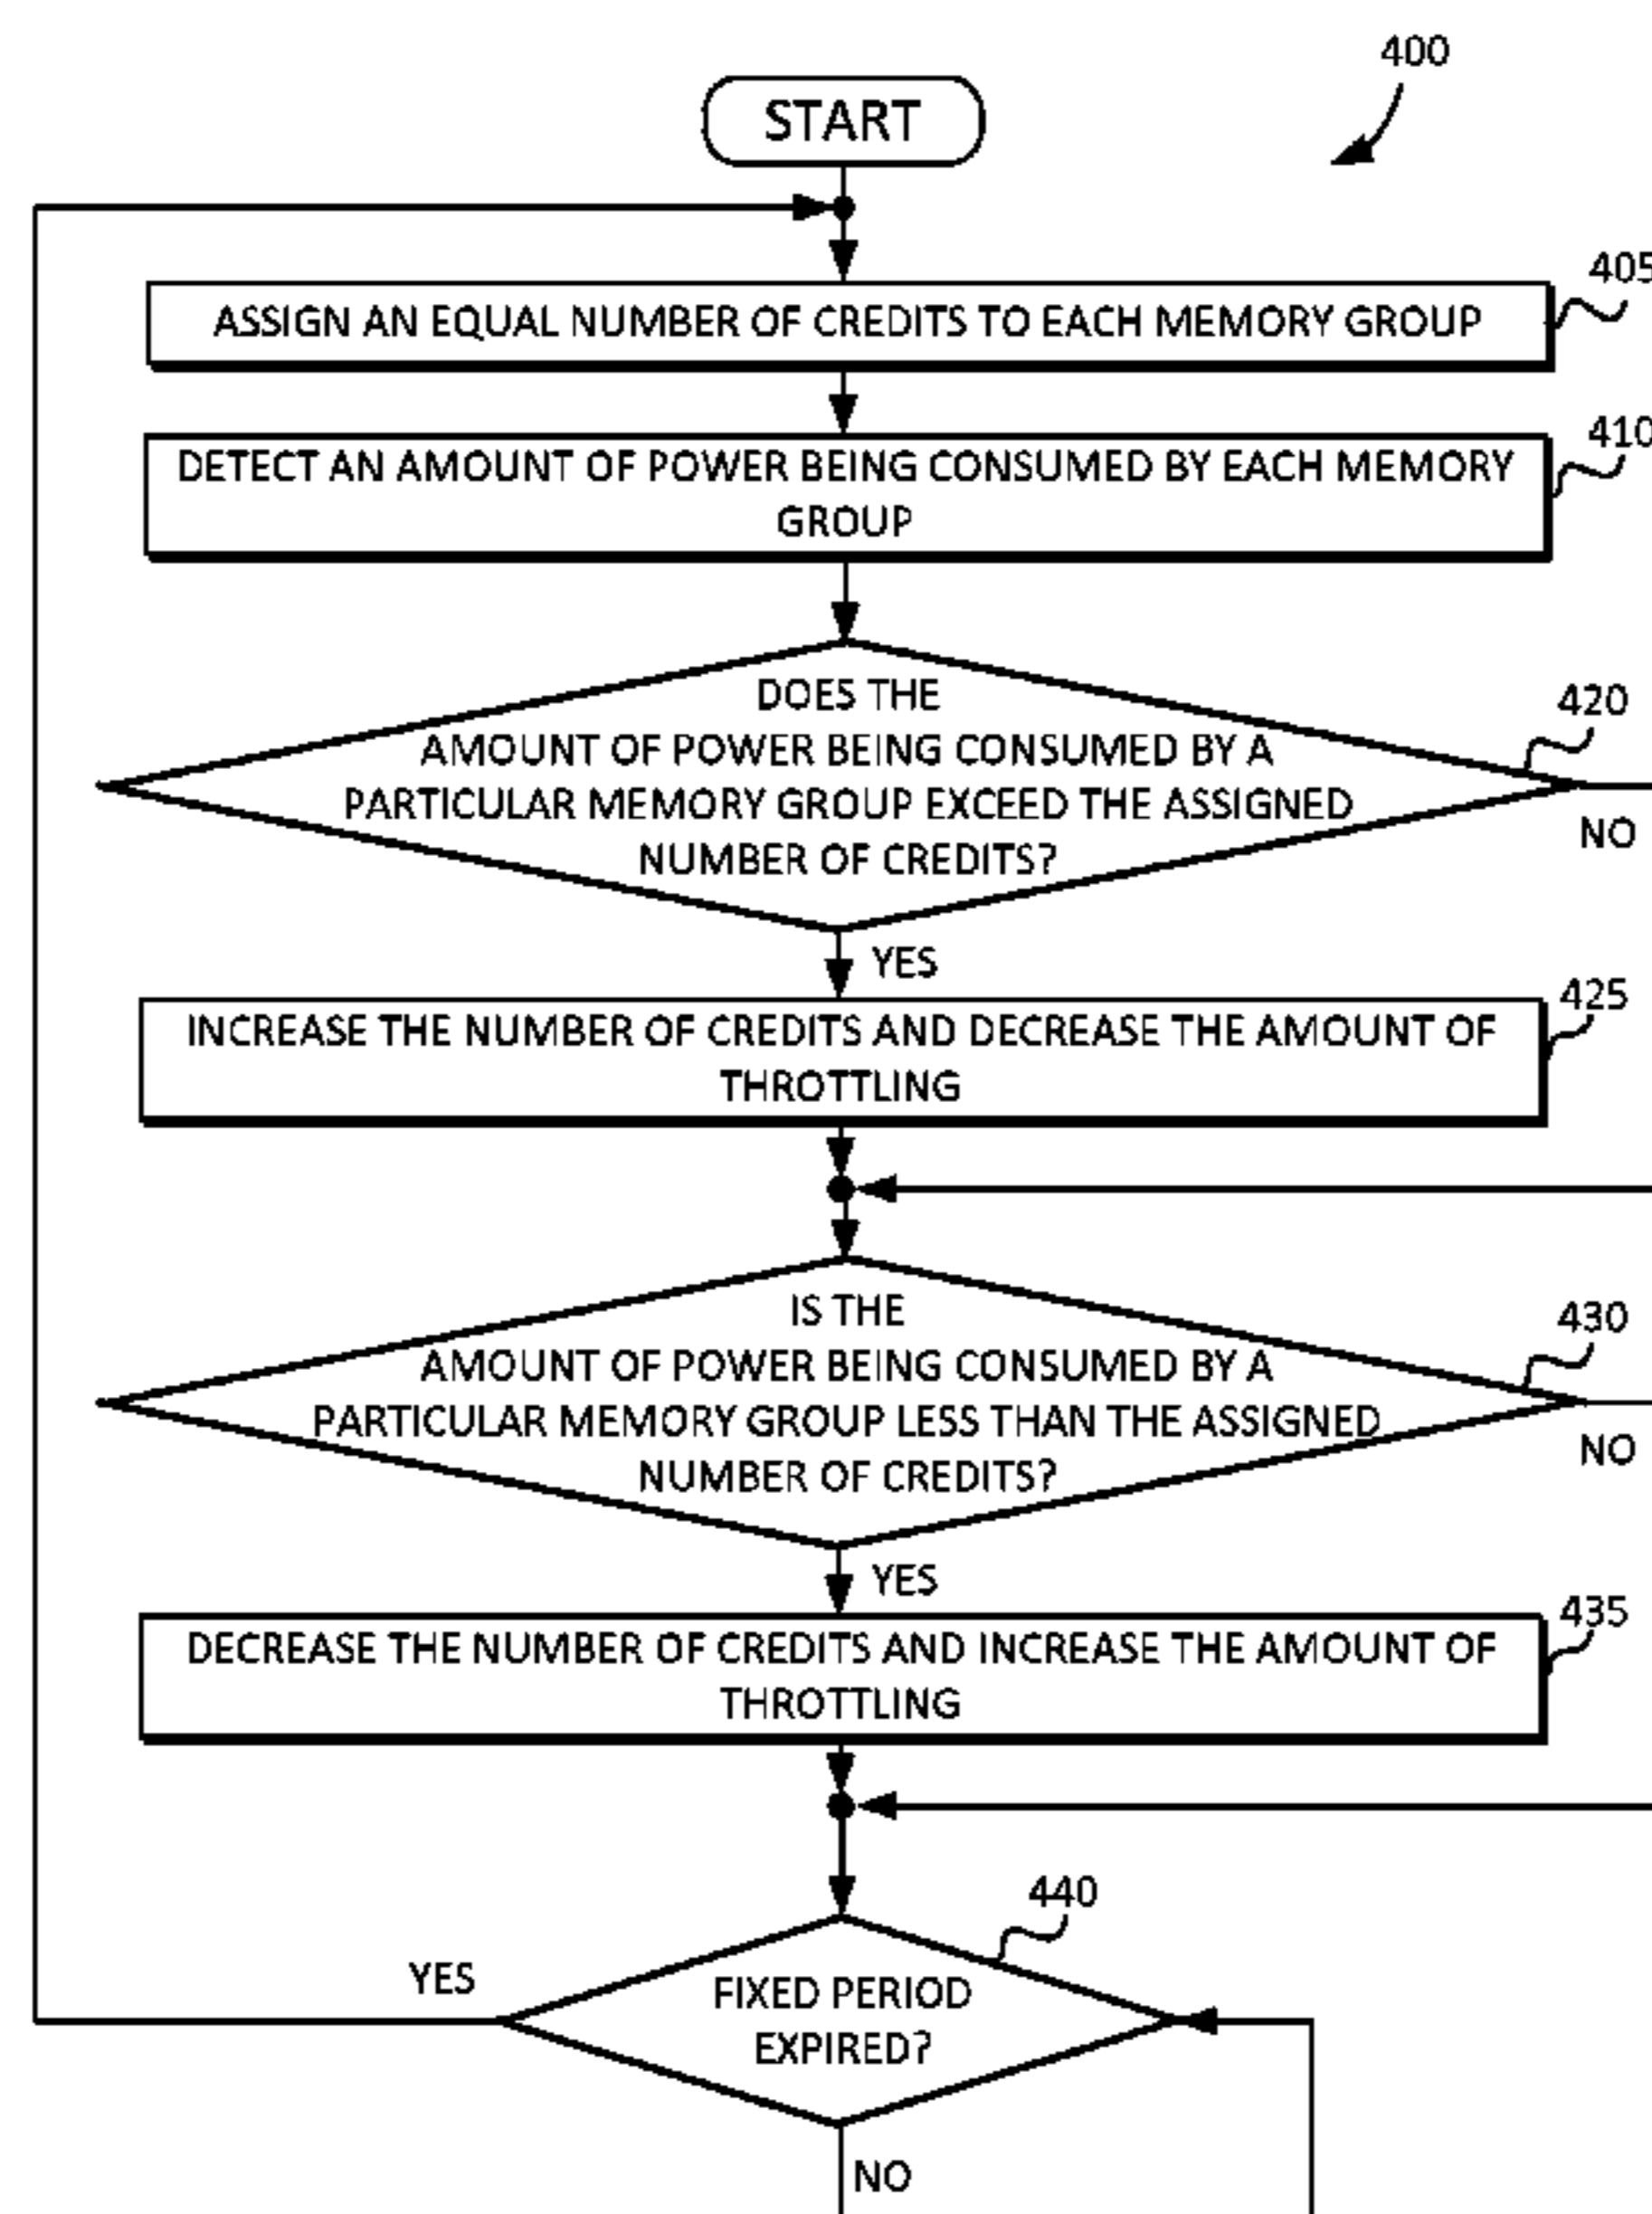 400
START
405
ASSIGN AN EQUAL NUMBER OF CREDITS TO EACH MEMORY GROUP
410
DETECT AN AMOUNT OF POWER BEING CONSUMED BY EACH MEMORY
GROUP
420
DOES THE
AMOUNT OF POWER BEING CONSUMED BY A
PARTICULAR MEMORY GROUP EXCEED THE ASSIGNED
NUMBER OF CREDITS?
NO
YES
425
INCREASE THE NUMBER OF CREDITS AND DECREASE THE AMOUNT OF
THROTTLING
430
IS THE
AMOUNT OF POWER BEING CONSUMED BY A
PARTICULAR MEMORY GROUP LESS THAN THE ASSIGNED
NUMBER OF CREDITS?
NO
YES
435
DECREASE THE NUMBER OF CREDITS AND INCREASE THE AMOUNT OF
THROTTLING
440
YES
FIXED PERIOD
EXPIRED?
NO